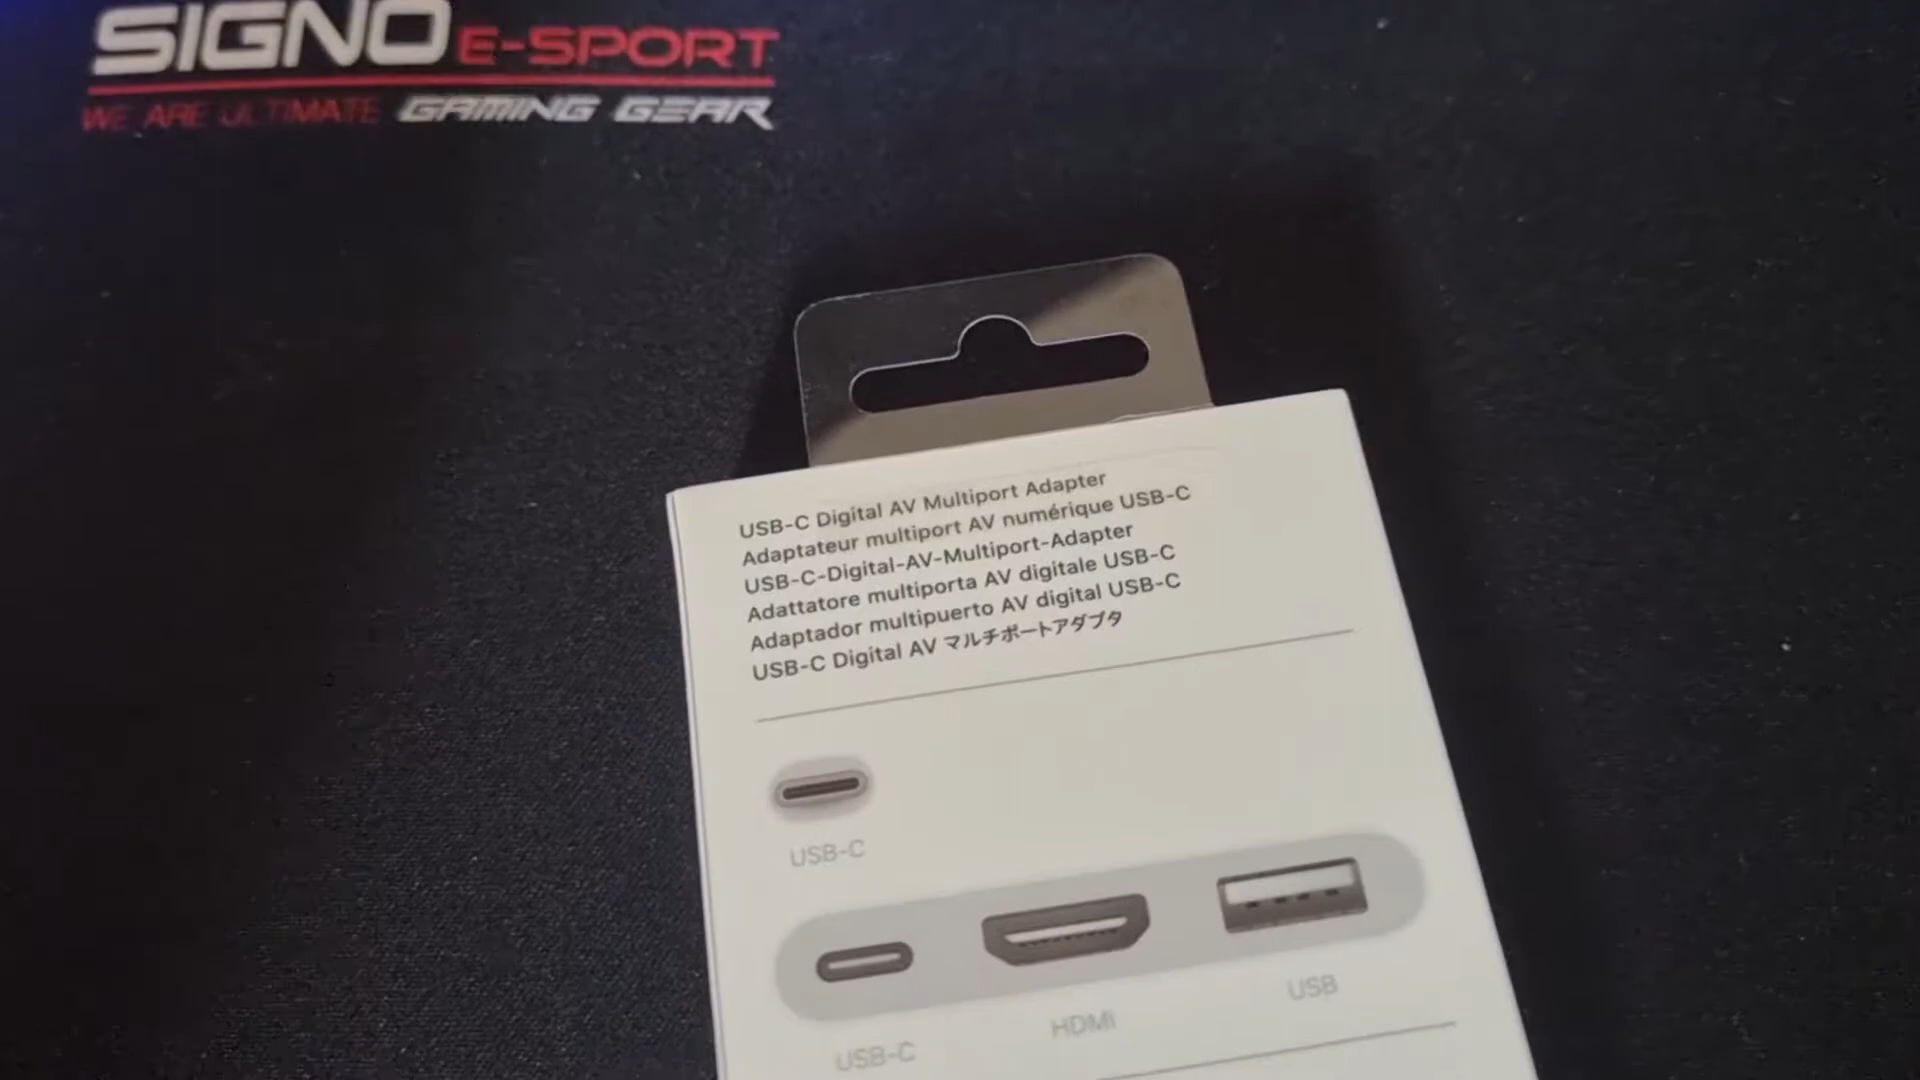 SIGNO E-SPORT
WE ARE ULTIMATE GAMING GEAR
USB-C Digital AV Multiport Adapter
Adaptateur multiport AV numérique USB-C
USB-C-Digital-AV-Multiport-Adapter
Adattatore multiporta AV digitale USB-C
Adaptador multipuerto AV digital USB-C
USB-C Digital AV マルチポートアダプタ
USB-C
USB-C
HDMI
USB